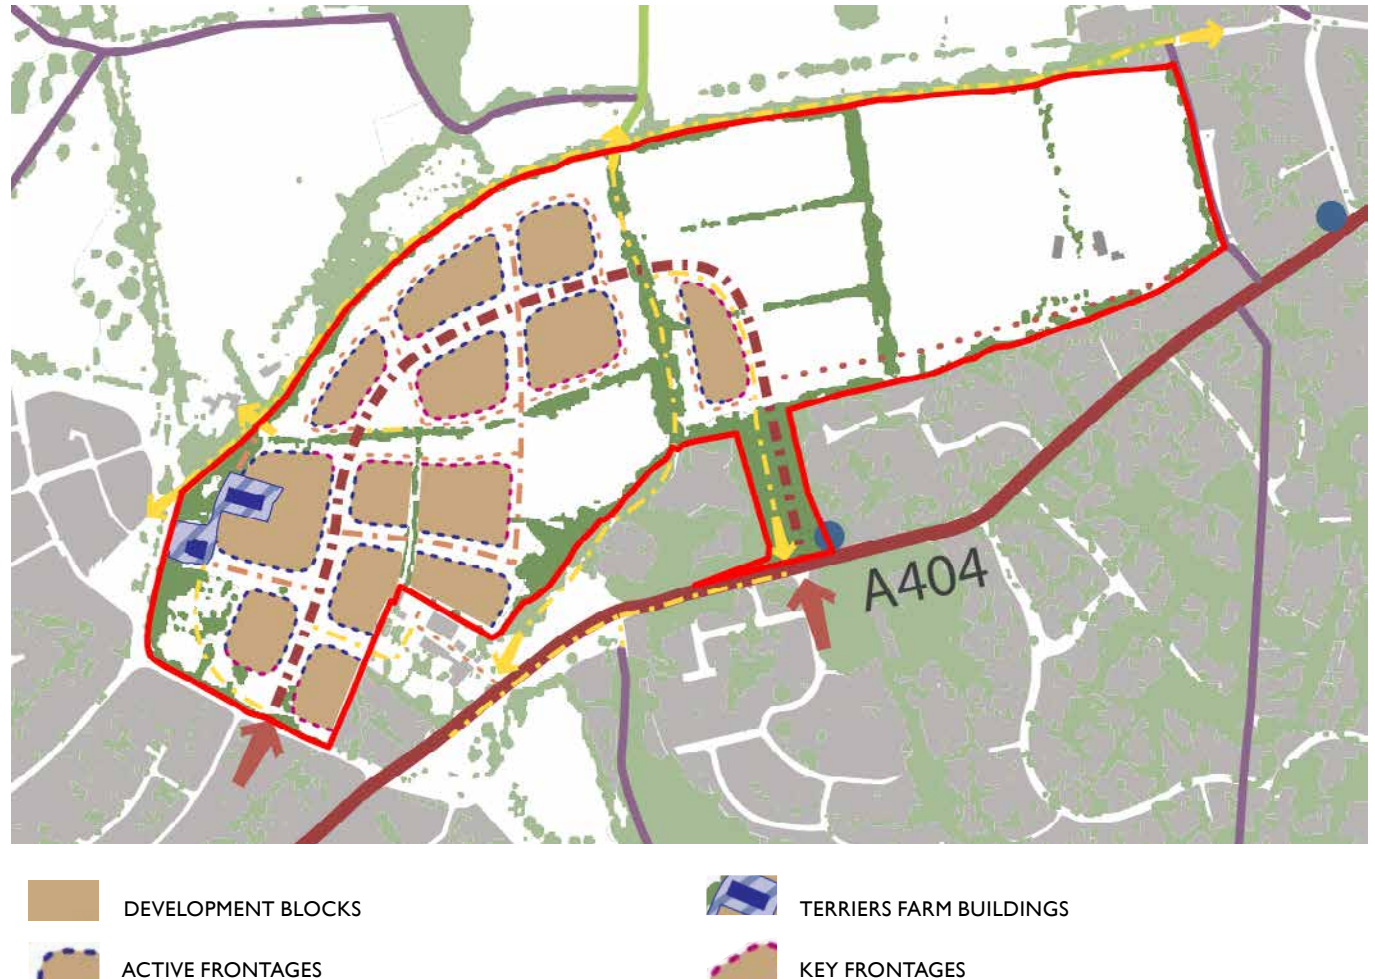 A404
DEVELOPMENT BLOCKS
TERRIERS FARM BUILDINGS
ACTIVE FRONTAGES
KEY FRONTAGES